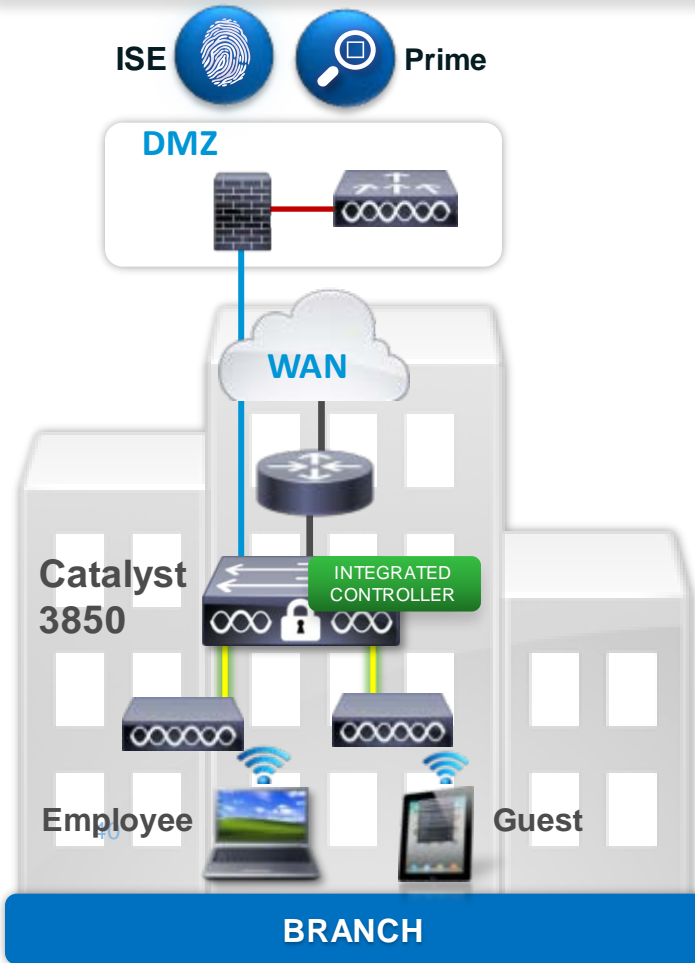 ISE
Prime
DMZ
WAN
Catalyst
3850
INTEGRATED
CONTROLLER
Employee
Guest
BRANCH